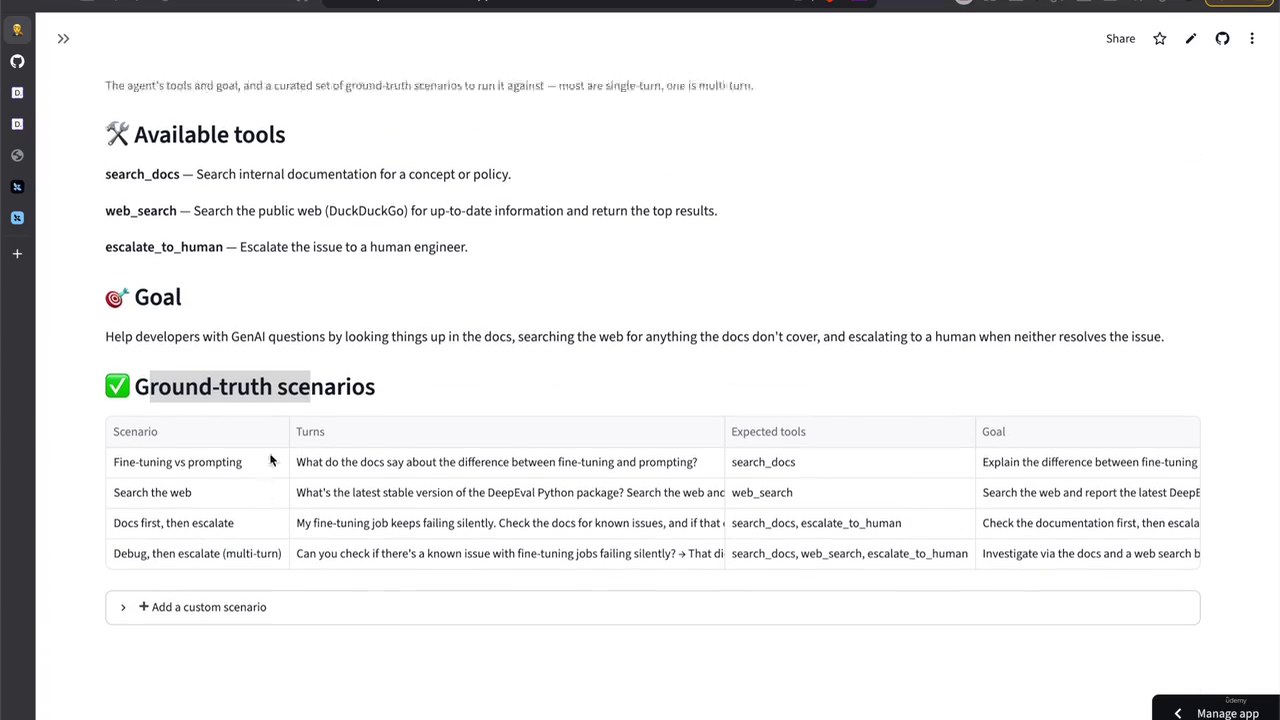 Share
The agent's tools and goal, and a curated set of ground-truth scenarios to run it against — most are single-turn, one is multi-turn.
🛠️ Available tools
search_docs — Search internal documentation for a concept or policy.
web_search — Search the public web (DuckDuckGo) for up-to-date information and return the top results.
escalate_to_human — Escalate the issue to a human engineer.
🎯 Goal
Help developers with GenAI questions by looking things up in the docs, searching the web for anything the docs don't cover, and escalating to a human when neither resolves the issue.
✅ Ground-truth scenarios
Scenario Turns Expected tools Goal
Fine-tuning vs prompting What do the docs say about the difference between fine-tuning and prompting? search_docs Explain the difference between fine-tuning
Search the web What's the latest stable version of the DeepEval Python package? Search the web and web_search Search the web and report the latest DeepE
Docs first, then escalate My fine-tuning job keeps failing silently. Check the docs for known issues, and if that search_docs, escalate_to_human Check the documentation first, then escala
Debug, then escalate (multi-turn) Can you check if there's a known issue with fine-tuning jobs failing silently? → That di search_docs, web_search, escalate_to_human Investigate via the docs and a web search b
+ Add a custom scenario
ûdemy
Manage app